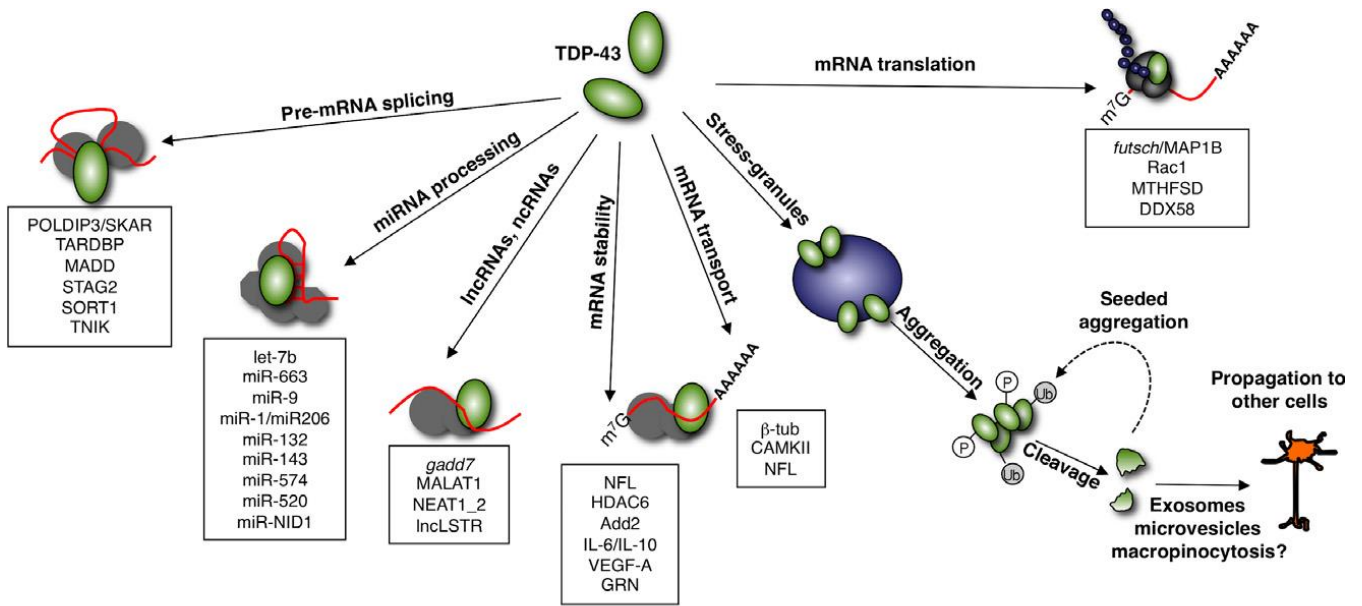 TDP-43
Pre-mRNA splicing
POLDIP3/SKAR
TARDBP
MADD
STAG2
SORT1
TNIK
miRNA processing
let-7b
miR-663
miR-9
miR-1/miR206
miR-132
miR-143
miR-574
miR-520
miR-NID1
lncRNAs, ncRNAs
gadd7
MALAT1
NEAT1_2
lncLSTR
mRNA stability
m⁷G
AAAAAA
NFL
HDAC6
Add2
IL-6/IL-10
VEGF-A
GRN
mRNA transport
β-tub
CAMKII
NFL
Stress-granules
Aggregation
P
Ub
P
Ub
Seeded
aggregation
Cleavage
Exosomes
microvesicles
macropinocytosis?
Propagation to
other cells
mRNA translation
m⁷G
AAAAAA
futsch/MAP1B
Rac1
MTHFSD
DDX58